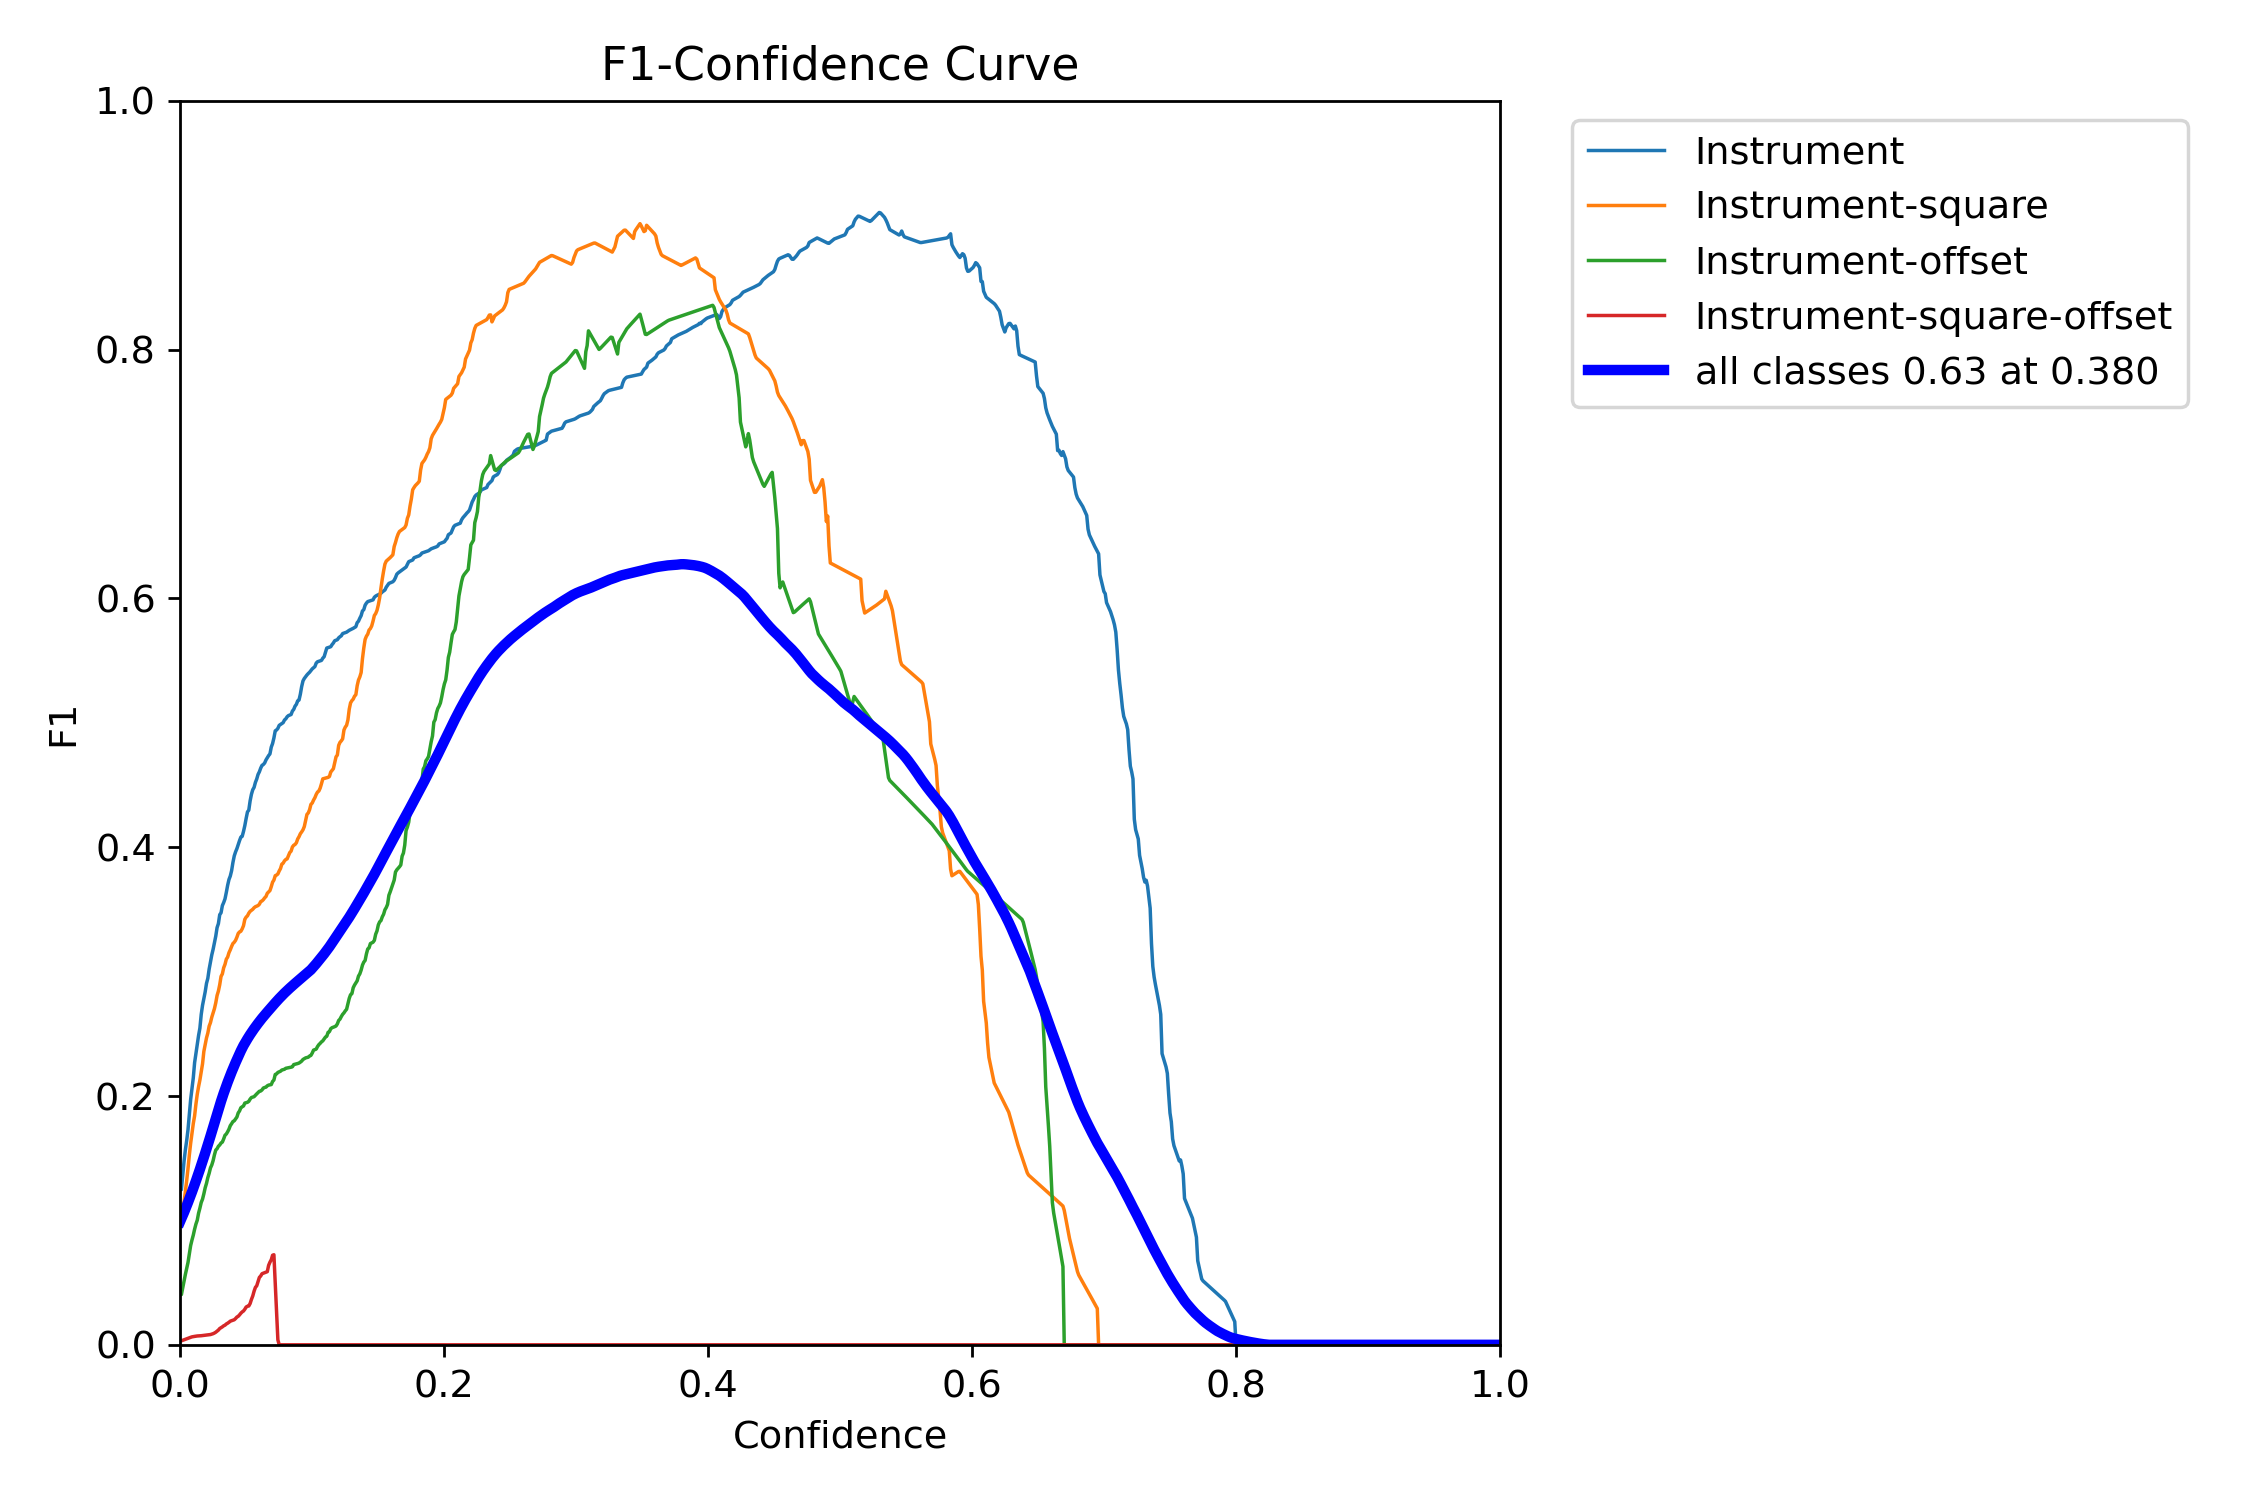 F1-Confidence Curve
1.0
0.8
0.6
0.4
0.2
0.0
F1
0.0 0.2 0.4 0.6 0.8 1.0
Confidence
Instrument
Instrument-square
Instrument-offset
Instrument-square-offset
all classes 0.63 at 0.380